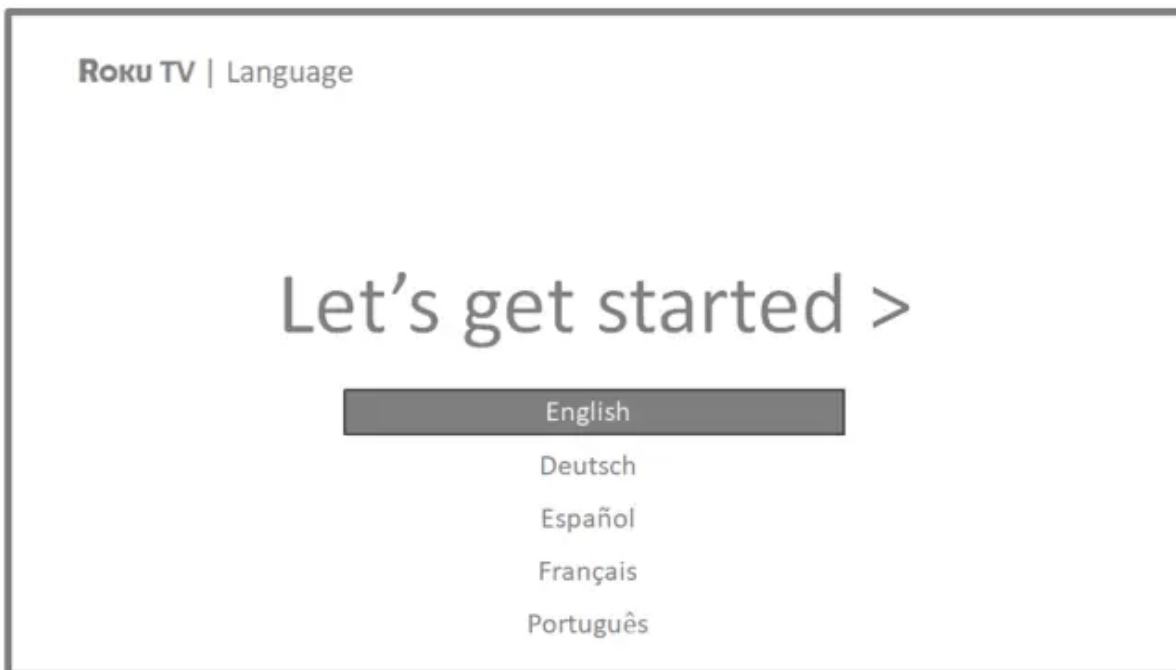 ROKU TV | Language
Let's get started >
English
Deutsch
Español
Français
Português